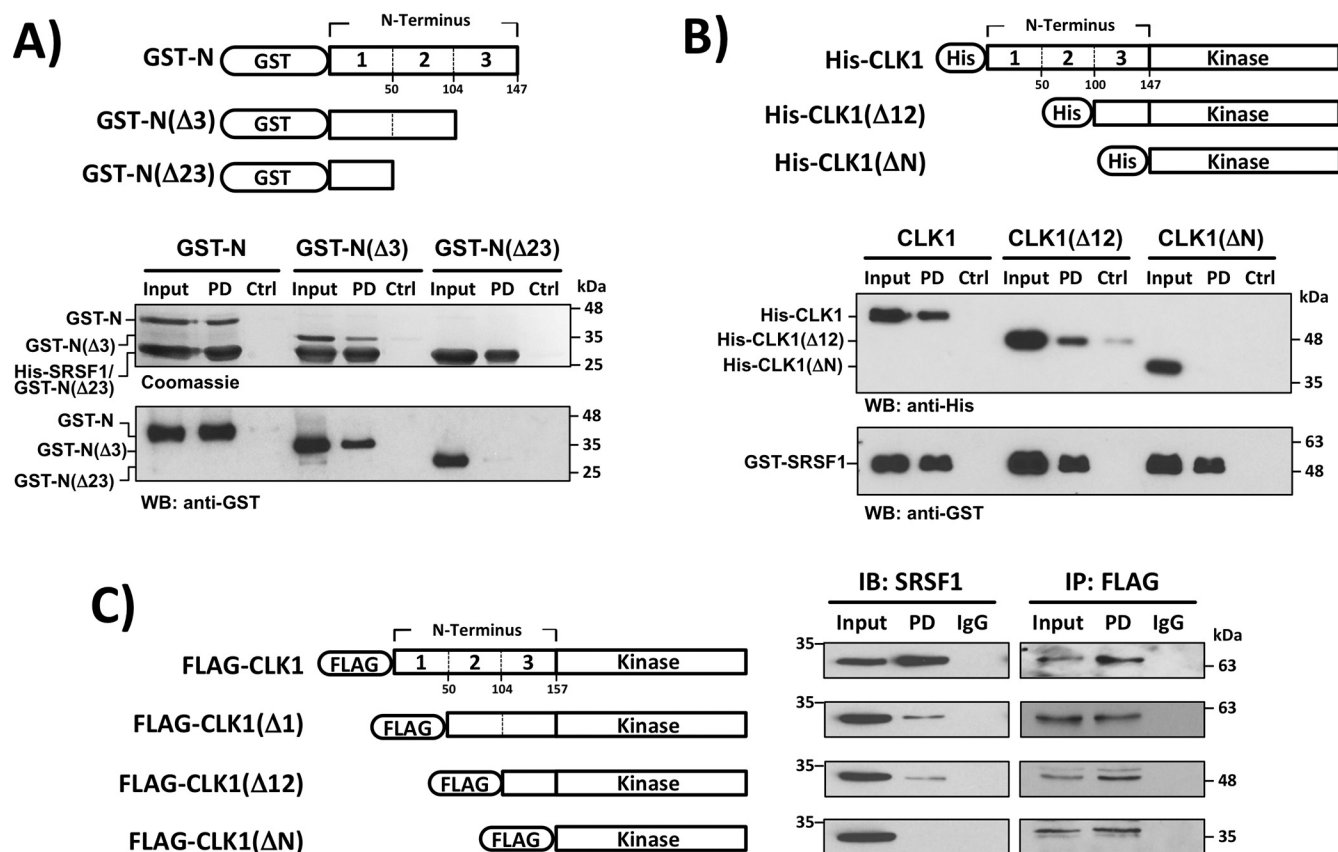 A)
N-Terminus
GST-N GST 1 2 3
50 104 147
GST-N(Δ3) GST
GST-N(Δ23) GST
GST-N GST-N(Δ3) GST-N(Δ23)
Input PD Ctrl Input PD Ctrl Input PD Ctrl kDa
GST-N
GST-N(Δ3)
His-SRSF1/
GST-N(Δ23)
48
35
25
Coomassie
GST-N
GST-N(Δ3)
GST-N(Δ23)
48
35
25
WB: anti-GST
B)
N-Terminus
His-CLK1 His 1 2 3 Kinase
50 100 147
His-CLK1(Δ12) His Kinase
His-CLK1(ΔN) His Kinase
CLK1 CLK1(Δ12) CLK1(ΔN)
Input PD Ctrl Input PD Ctrl Input PD Ctrl
kDa
His-CLK1
His-CLK1(Δ12) 48
His-CLK1(ΔN)
35
WB: anti-His
63
GST-SRSF1 48
WB: anti-GST
C)
N-Terminus
FLAG-CLK1 FLAG 1 2 3 Kinase
50 104 157
FLAG-CLK1(Δ1) FLAG Kinase
FLAG-CLK1(Δ12) FLAG Kinase
FLAG-CLK1(ΔN) FLAG Kinase
IB: SRSF1 IP: FLAG
Input PD IgG Input PD IgG
kDa
35 63
35 63
35 48
35 35